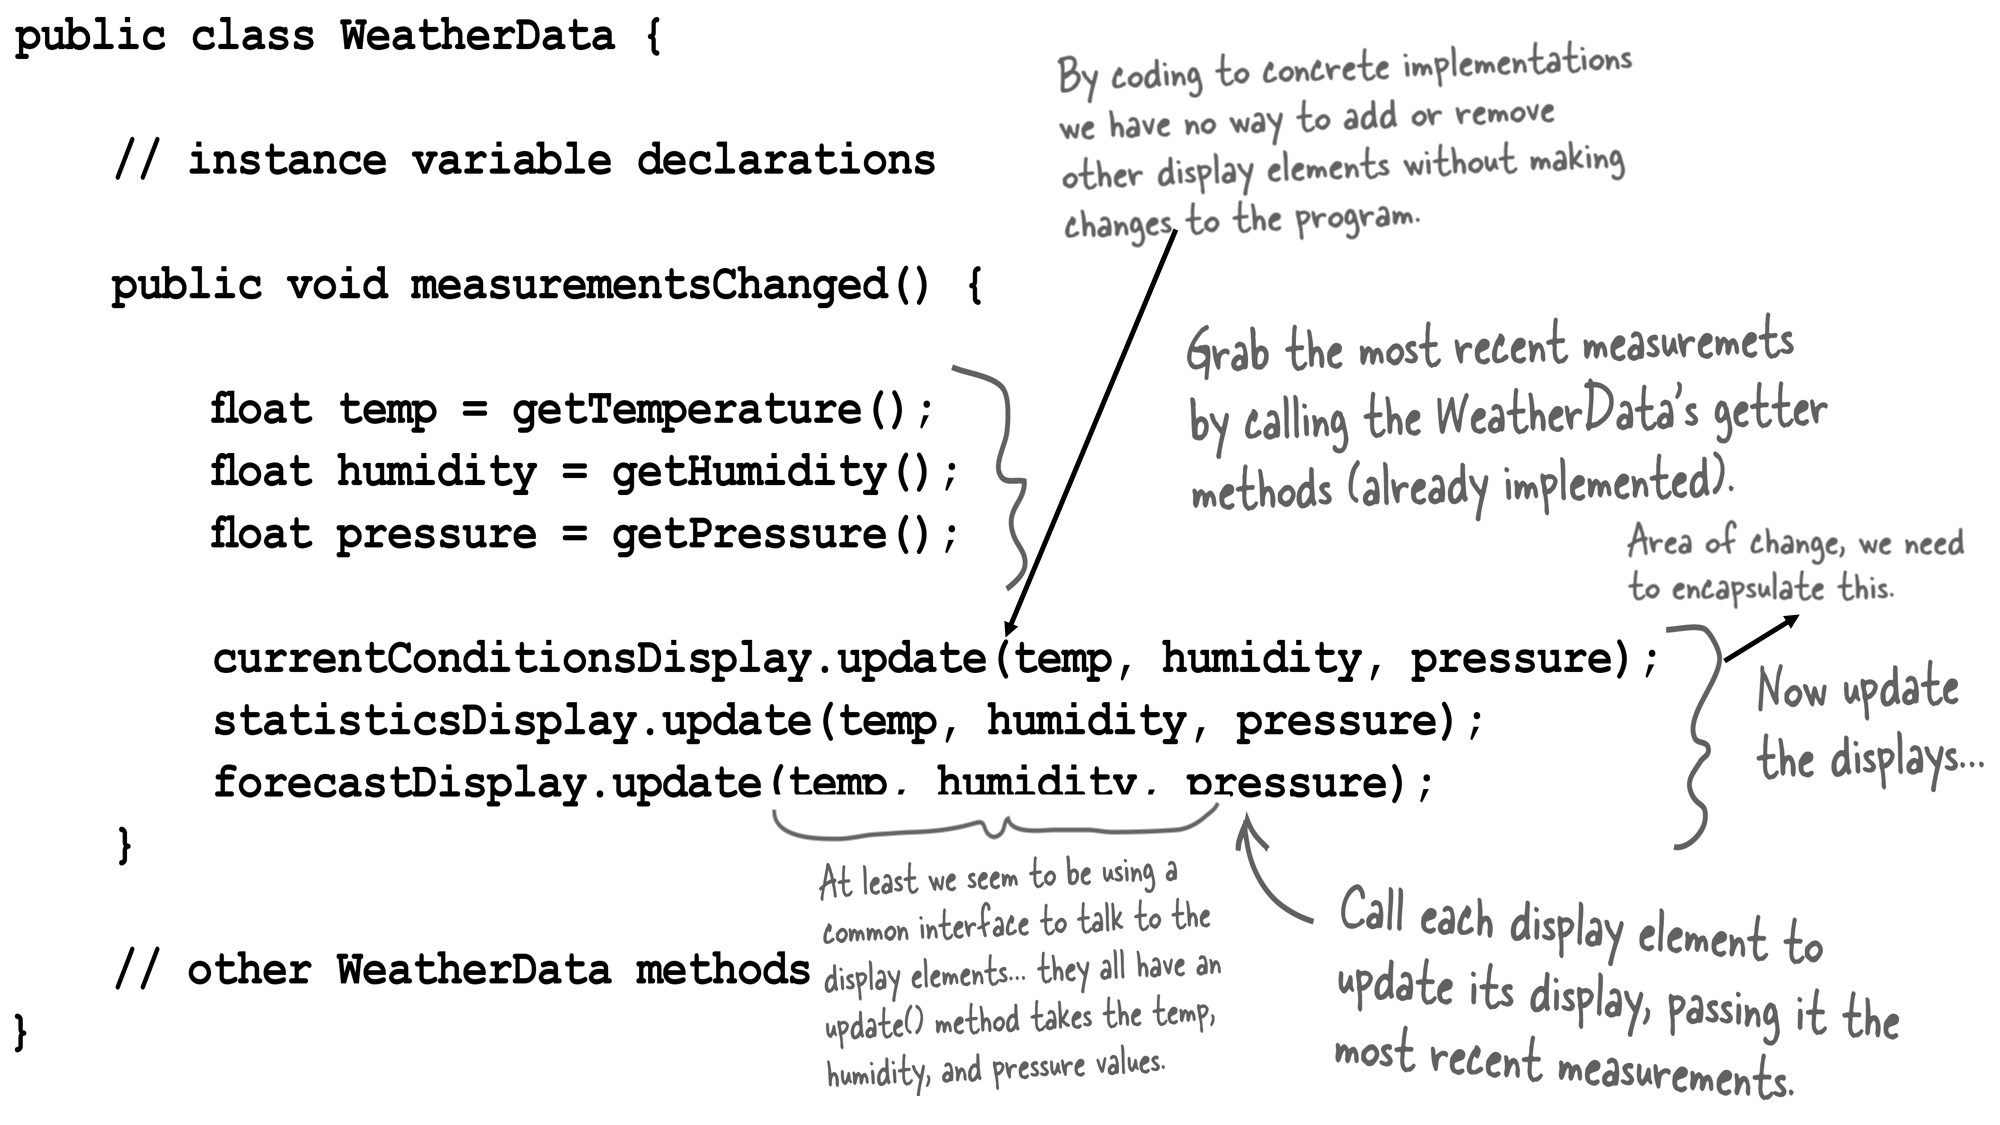 public class WeatherData {
// instance variable declarations
public void measurementsChanged() {
float temp = getTemperature();
float humidity = getHumidity();
float pressure = getPressure();
currentConditionsDisplay.update(temp, humidity, pressure);
statisticsDisplay.update(temp, humidity, pressure);
forecastDisplay.update(temp, humidity, pressure);
}
// other WeatherData methods
}
By coding to concrete implementations
we have no way to add or remove
other display elements without making
changes to the program.
Grab the most recent measuremets
by calling the WeatherData's getter
methods (already implemented).
Area of change, we need
to encapsulate this.
Now update
the displays...
At least we seem to be using a
common interface to talk to the
display elements... they all have an
update() method takes the temp,
humidity, and pressure values.
Call each display element to
update its display, passing it the
most recent measurements.